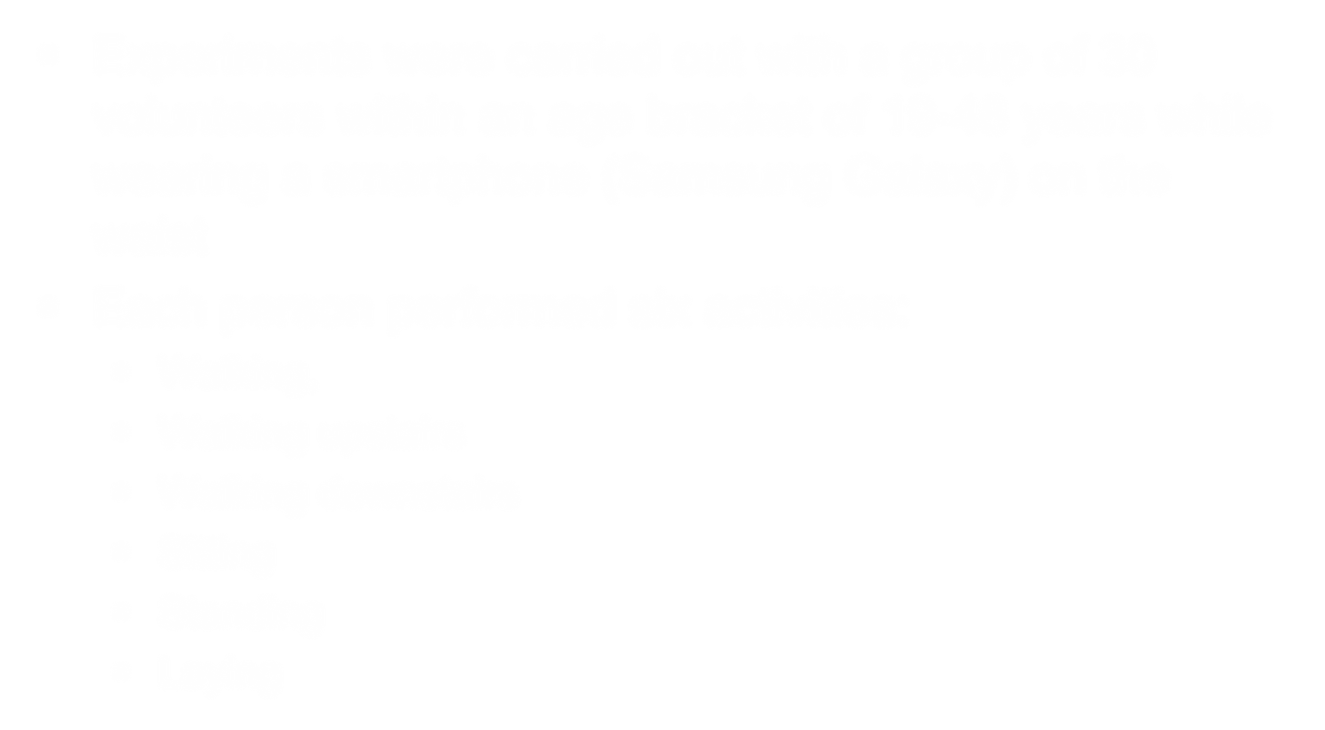 • Experiments were carried out with a group of 30
volunteers within an age bracket of 19-48 years while
wearing a smartphone (Samsung Galaxy) on the
waist
• Each person performed six activities:
• Walking
• Walking upstairs
• Walking downstairs
• Sitting
• Standing
• Laying